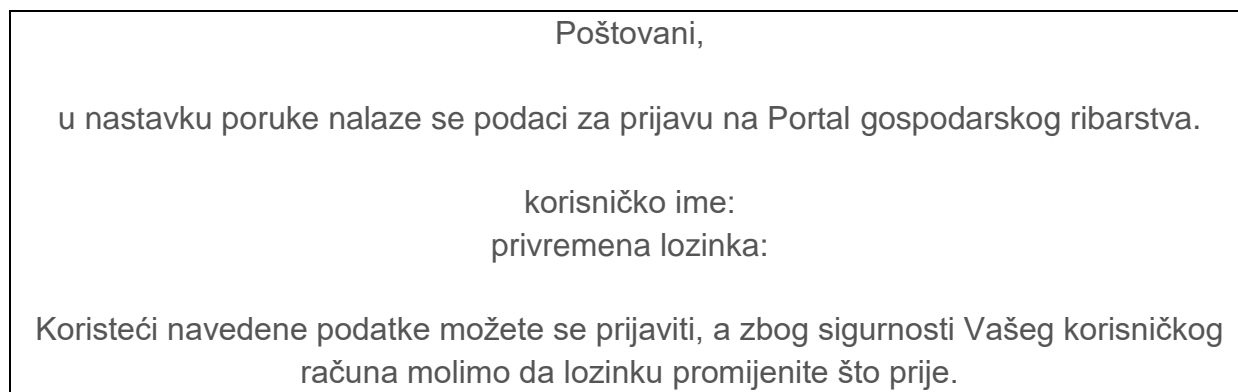 Poštovani,
u nastavku poruke nalaze se podaci za prijavu na Portal gospodarskog ribarstva.
korisničko ime:
privremena lozinka:
Koristeći navedene podatke možete se prijaviti, a zbog sigurnosti Vašeg korisničkog
računa molimo da lozinku promijenite što prije.